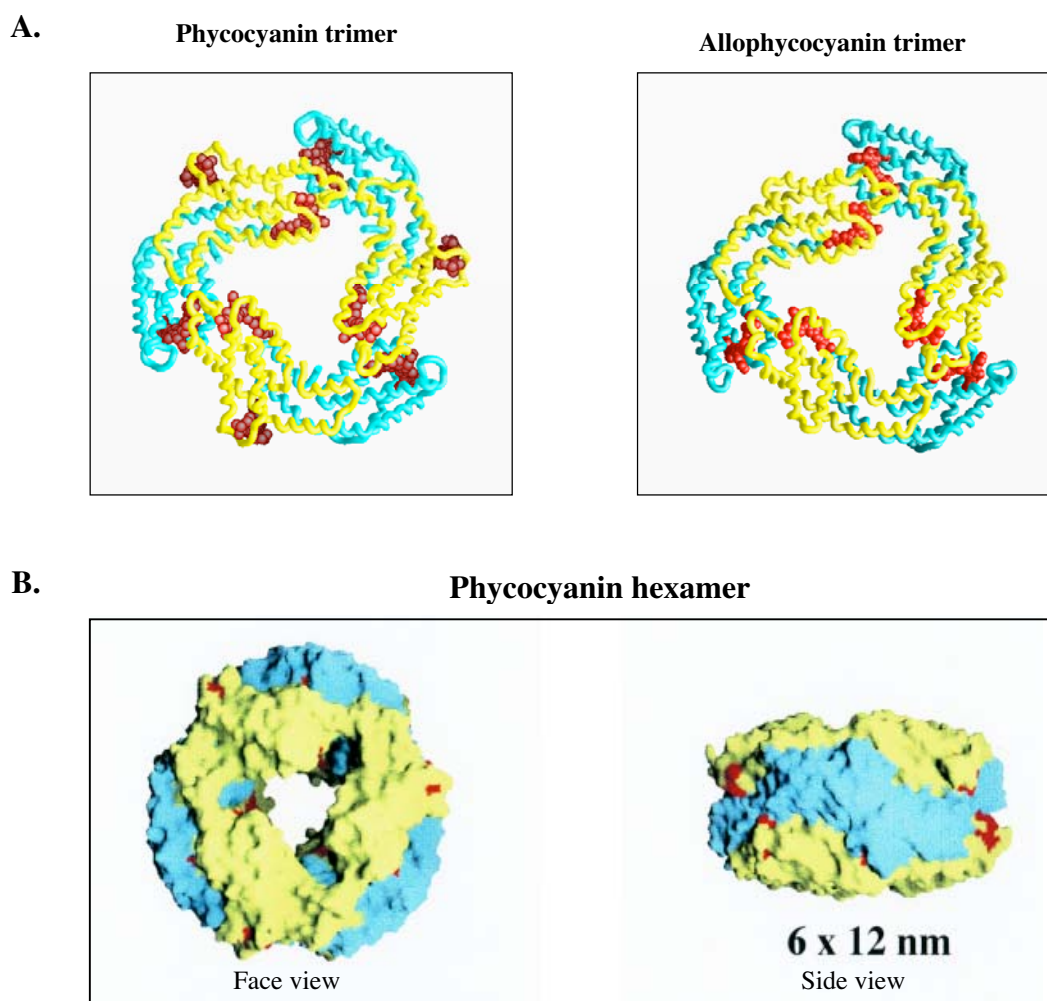 A.
Phycocyanin trimer
Allophycocyanin trimer
B.
Phycocyanin hexamer
6 x 12 nm
Face view
Side view